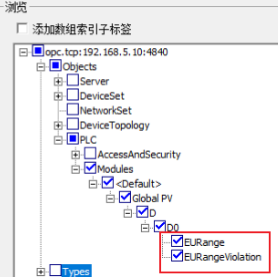 浏览
添加数组索引子标签
opc.tcp:192.168.5.10:4840
Objects
Server
DeviceSet
NetworkSet
DeviceTopology
PLC
AccessAndSecurity
Modules
<Default>
Global PV
D
D0
EURange
EURangeViolation
Types